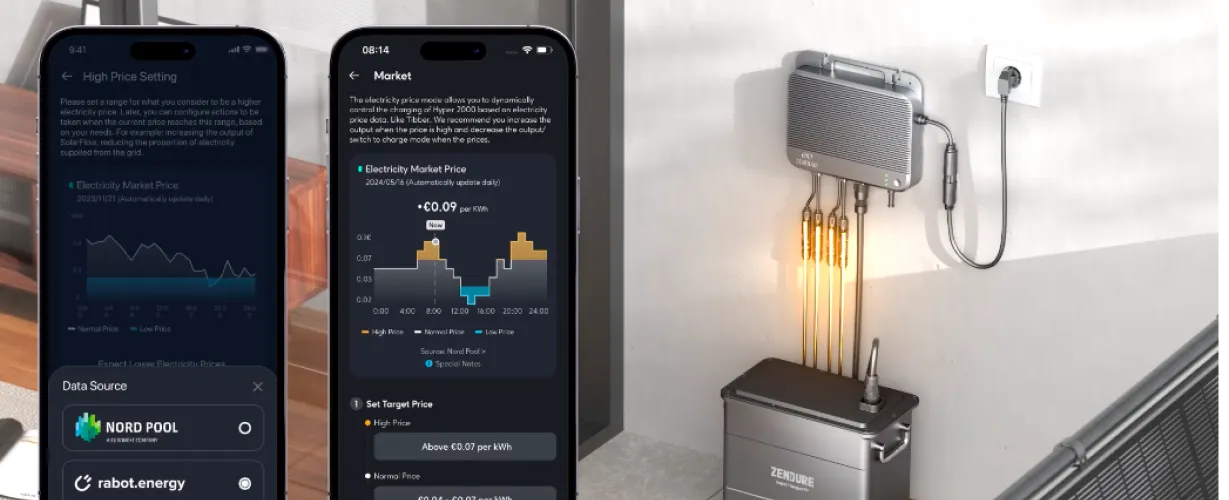 9:41
High Price Setting
Please set a range for what you consider to be a higher
electricity price. Later, you can configure actions to be
taken when the current price reaches this range, based
on your needs. For example: increasing the output of
SolarFlow, reducing the proportion of electricity
supplied from the grid.
Electricity Market Price
2023/11/21 (Automatically update daily)
Normal Price
Low Price
Expect Lower Electricity Prices
Data Source
NORD POOL
rabot.energy
08:14
Market
The electricity price mode allows you to dynamically
control the charging of Hyper 2000 based on electricity
price data. Like Tibber. We recommend you increase the
output when the price is high and decrease the output/
switch to charge mode when the prices.
Electricity Market Price
2024/05/16 (Automatically update daily)
•€0.09 per KWh
Now
0.1€
0.07
0.03
0.02
0:00 4:00 8:00 12:00 16:00 20:00 24:00
High Price
Normal Price
Low Price
Source: Nord Pool >
Special Notes
1 Set Target Price
High Price
Above €0.07 per kWh
Normal Price
€0.04 - €0.07 per kWh
ZENDURE
ZENDURE